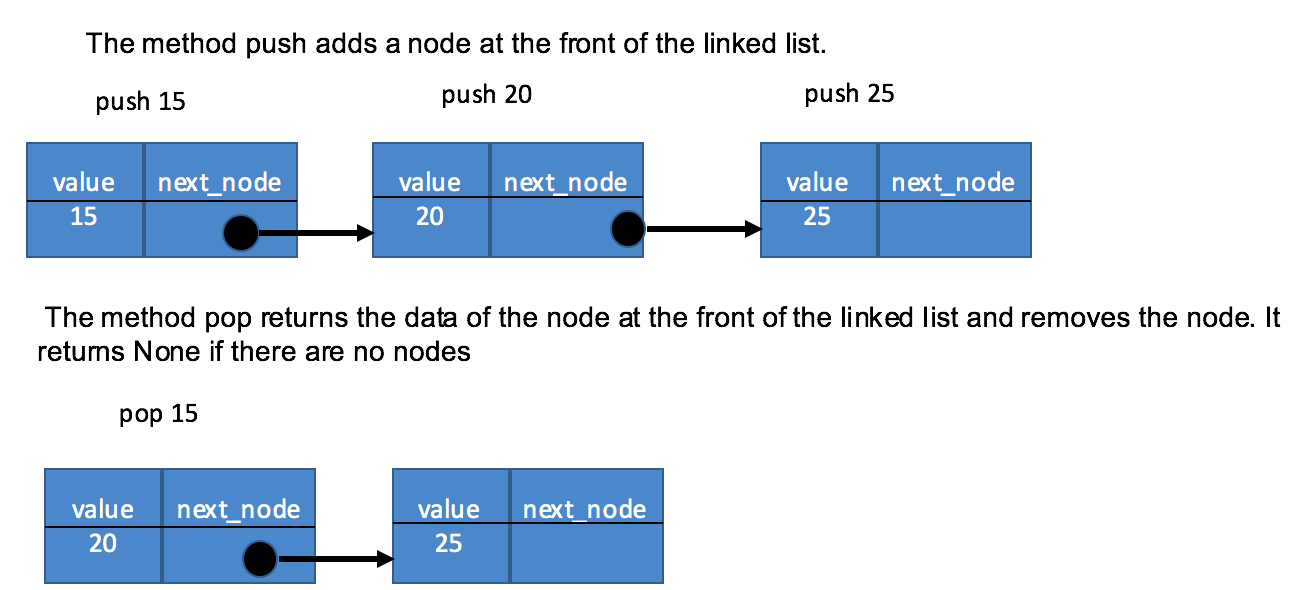 The method push adds a node at the front of the linked list.
push 15 push 20 push 25
value next_node value next_node value next_node
15 20 25
The method pop returns the data of the node at the front of the linked list and removes the node. It
returns None if there are no nodes
pop 15
value next_node value next_node
20 25